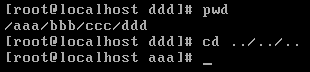 [root@localhost ddd]# pwd
/aaa/bbb/ccc/ddd
[root@localhost ddd]# cd ../../..
[root@localhost aaa]# _